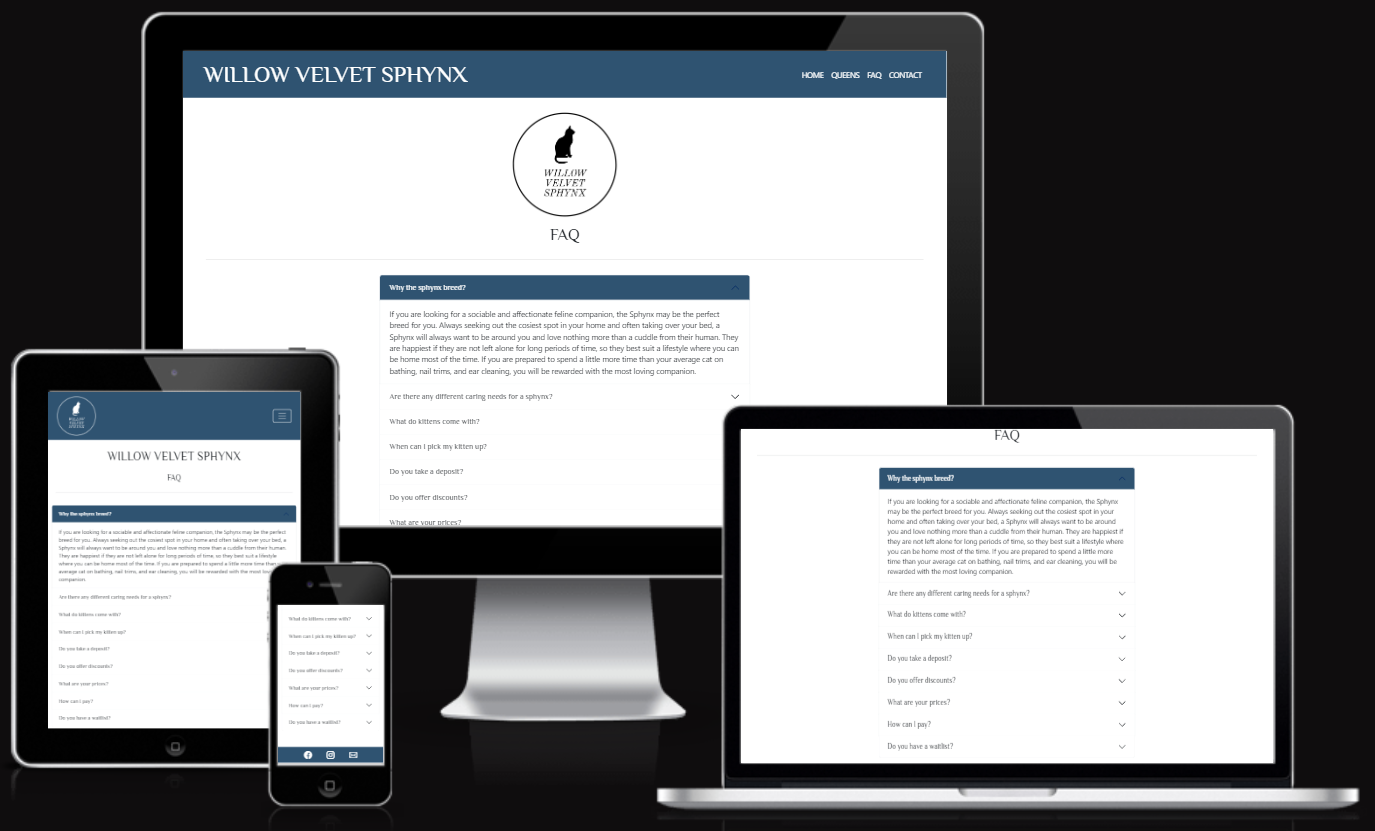 WILLOW VELVET SPHYNX
HOME QUEENS FAQ CONTACT
WILLOW
VELVET
SPHYNX
FAQ
Why the sphynx breed?
If you are looking for a sociable and affectionate feline companion, the Sphynx may be the perfect
breed for you. Always seeking out the cosiest spot in your home and often taking over your bed, a
Sphynx will always want to be around you and love nothing more than a cuddle from their human. They
are happiest if they are not left alone for long periods of time, so they best suit a lifestyle where you can
be home most of the time. If you are prepared to spend a little more time than your average cat on
bathing, nail trims, and ear cleaning, you will be rewarded with the most loving companion.
Are there any different caring needs for a sphynx?
What do kittens come with?
When can I pick my kitten up?
Do you take a deposit?
Do you offer discounts?
What are your prices?
WILLOW
VELVET
SPHYNX
WILLOW VELVET SPHYNX
FAQ
Why the sphynx breed?
If you are looking for a sociable and affectionate feline companion, the Sphynx may be the perfect
breed for you. Always seeking out the cosiest spot in your home and often taking over your bed, a
Sphynx will always want to be around you and love nothing more than a cuddle from their human.
They are happiest if they are not left alone for long periods of time, so they best suit a lifestyle
where you can be home most of the time. If you are prepared to spend a little more time than your
average cat on bathing, nail trims, and ear cleaning, you will be rewarded with the most loving
companion.
Are there any different caring needs for a sphynx?
What do kittens come with?
When can I pick my kitten up?
Do you take a deposit?
Do you offer discounts?
What are your prices?
How can I pay?
Do you have a waitlist?
What do kittens come with?
When can I pick my kitten up?
Do you take a deposit?
Do you offer discounts?
What are your prices?
How can I pay?
Do you have a waitlist?
FAQ
Why the sphynx breed?
If you are looking for a sociable and affectionate feline companion, the Sphynx
may be the perfect breed for you. Always seeking out the cosiest spot in your
home and often taking over your bed, a Sphynx will always want to be around
you and love nothing more than a cuddle from their human. They are happiest if
they are not left alone for long periods of time, so they best suit a lifestyle where
you can be home most of the time. If you are prepared to spend a little more
time than your average cat on bathing, nail trims, and ear cleaning, you will be
rewarded with the most loving companion.
Are there any different caring needs for a sphynx?
What do kittens come with?
When can I pick my kitten up?
Do you take a deposit?
Do you offer discounts?
What are your prices?
How can I pay?
Do you have a waitlist?